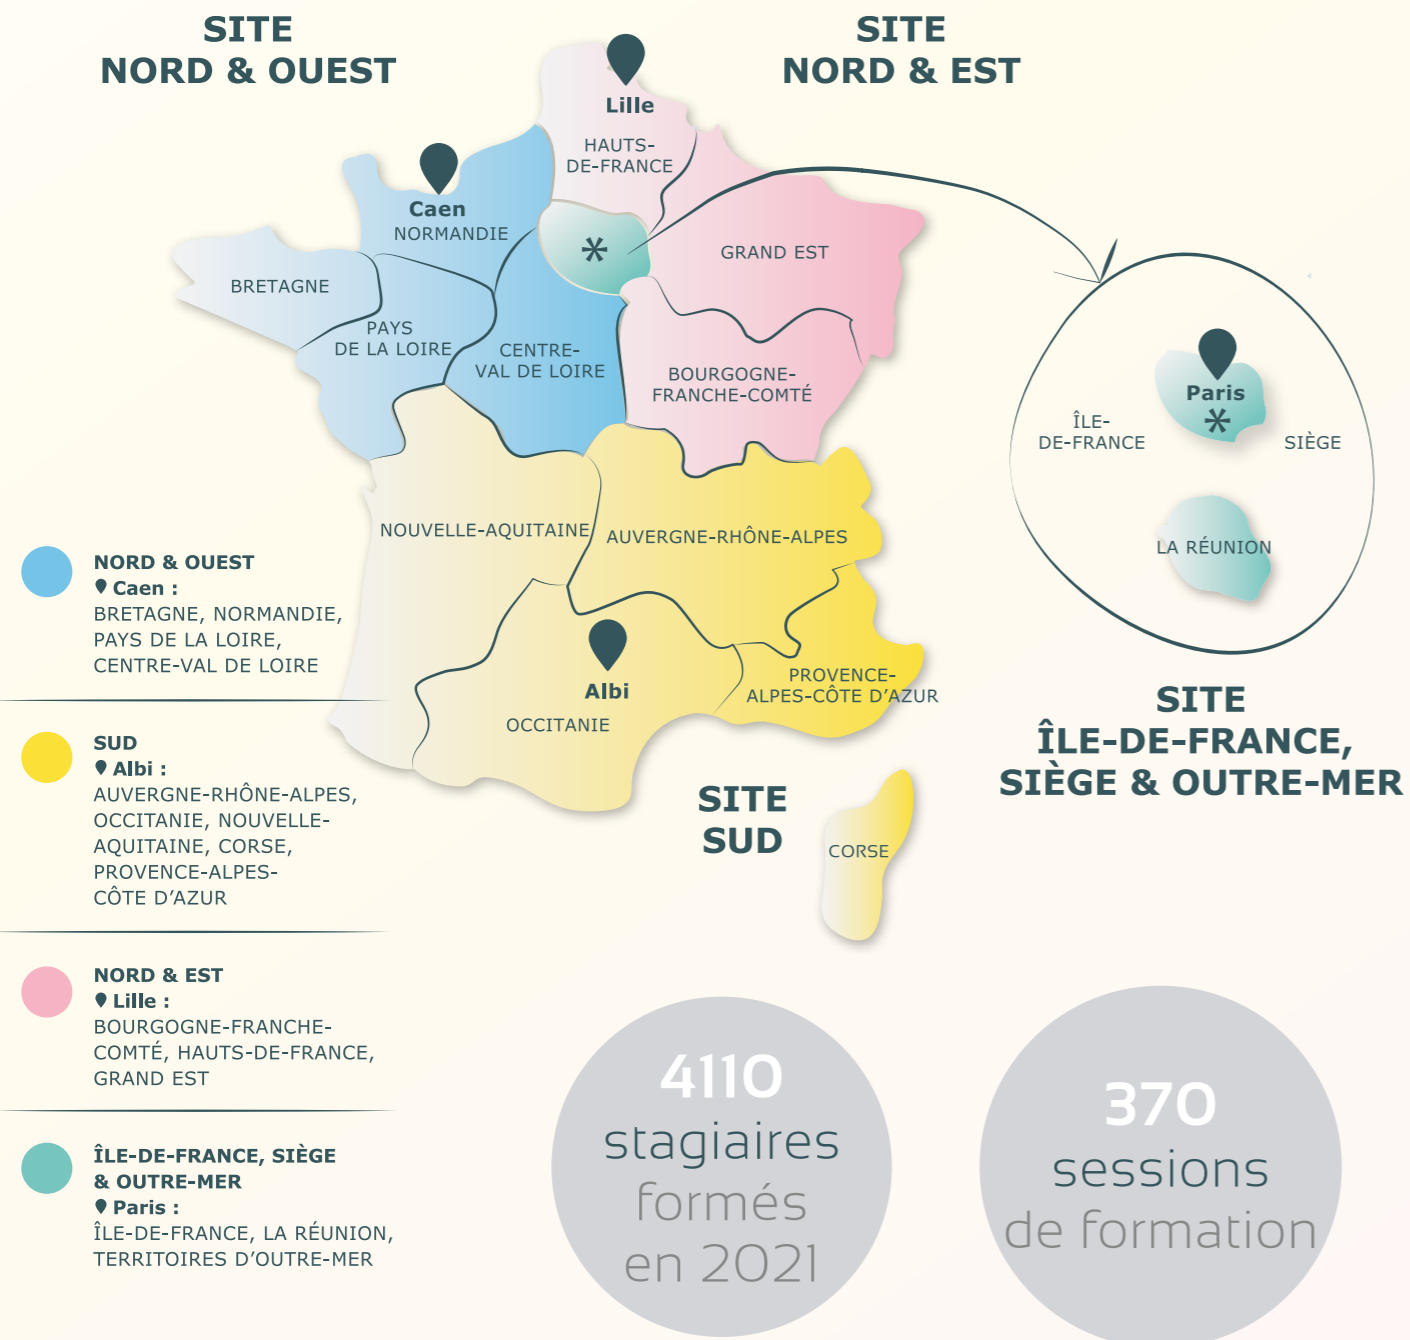 SITE
NORD & OUEST
SITE
NORD & EST
Lille
HAUTS-
DE-FRANCE
Caen
NORMANDIE
*
GRAND EST
BRETAGNE
PAYS
DE LA LOIRE
CENTRE-
VAL DE LOIRE
BOURGOGNE-
FRANCHE-COMTÉ
Paris
*
ÎLE-
DE-FRANCE
SIÈGE
LA RÉUNION
NOUVELLE-AQUITAINE
AUVERGNE-RHÔNE-ALPES
Albi
OCCITANIE
PROVENCE-
ALPES-CÔTE D’AZUR
SITE
ÎLE-DE-FRANCE,
SIÈGE & OUTRE-MER
SITE
SUD
CORSE
NORD & OUEST
Caen :
BRETAGNE, NORMANDIE,
PAYS DE LA LOIRE,
CENTRE-VAL DE LOIRE
SUD
Albi :
AUVERGNE-RHÔNE-ALPES,
OCCITANIE, NOUVELLE-
AQUITAINE, CORSE,
PROVENCE-ALPES-
CÔTE D’AZUR
NORD & EST
Lille :
BOURGOGNE-FRANCHE-
COMTÉ, HAUTS-DE-FRANCE,
GRAND EST
ÎLE-DE-FRANCE, SIÈGE
& OUTRE-MER
Paris :
ÎLE-DE-FRANCE, LA RÉUNION,
TERRITOIRES D’OUTRE-MER
4110
stagiaires
formés
en 2021
370
sessions
de formation